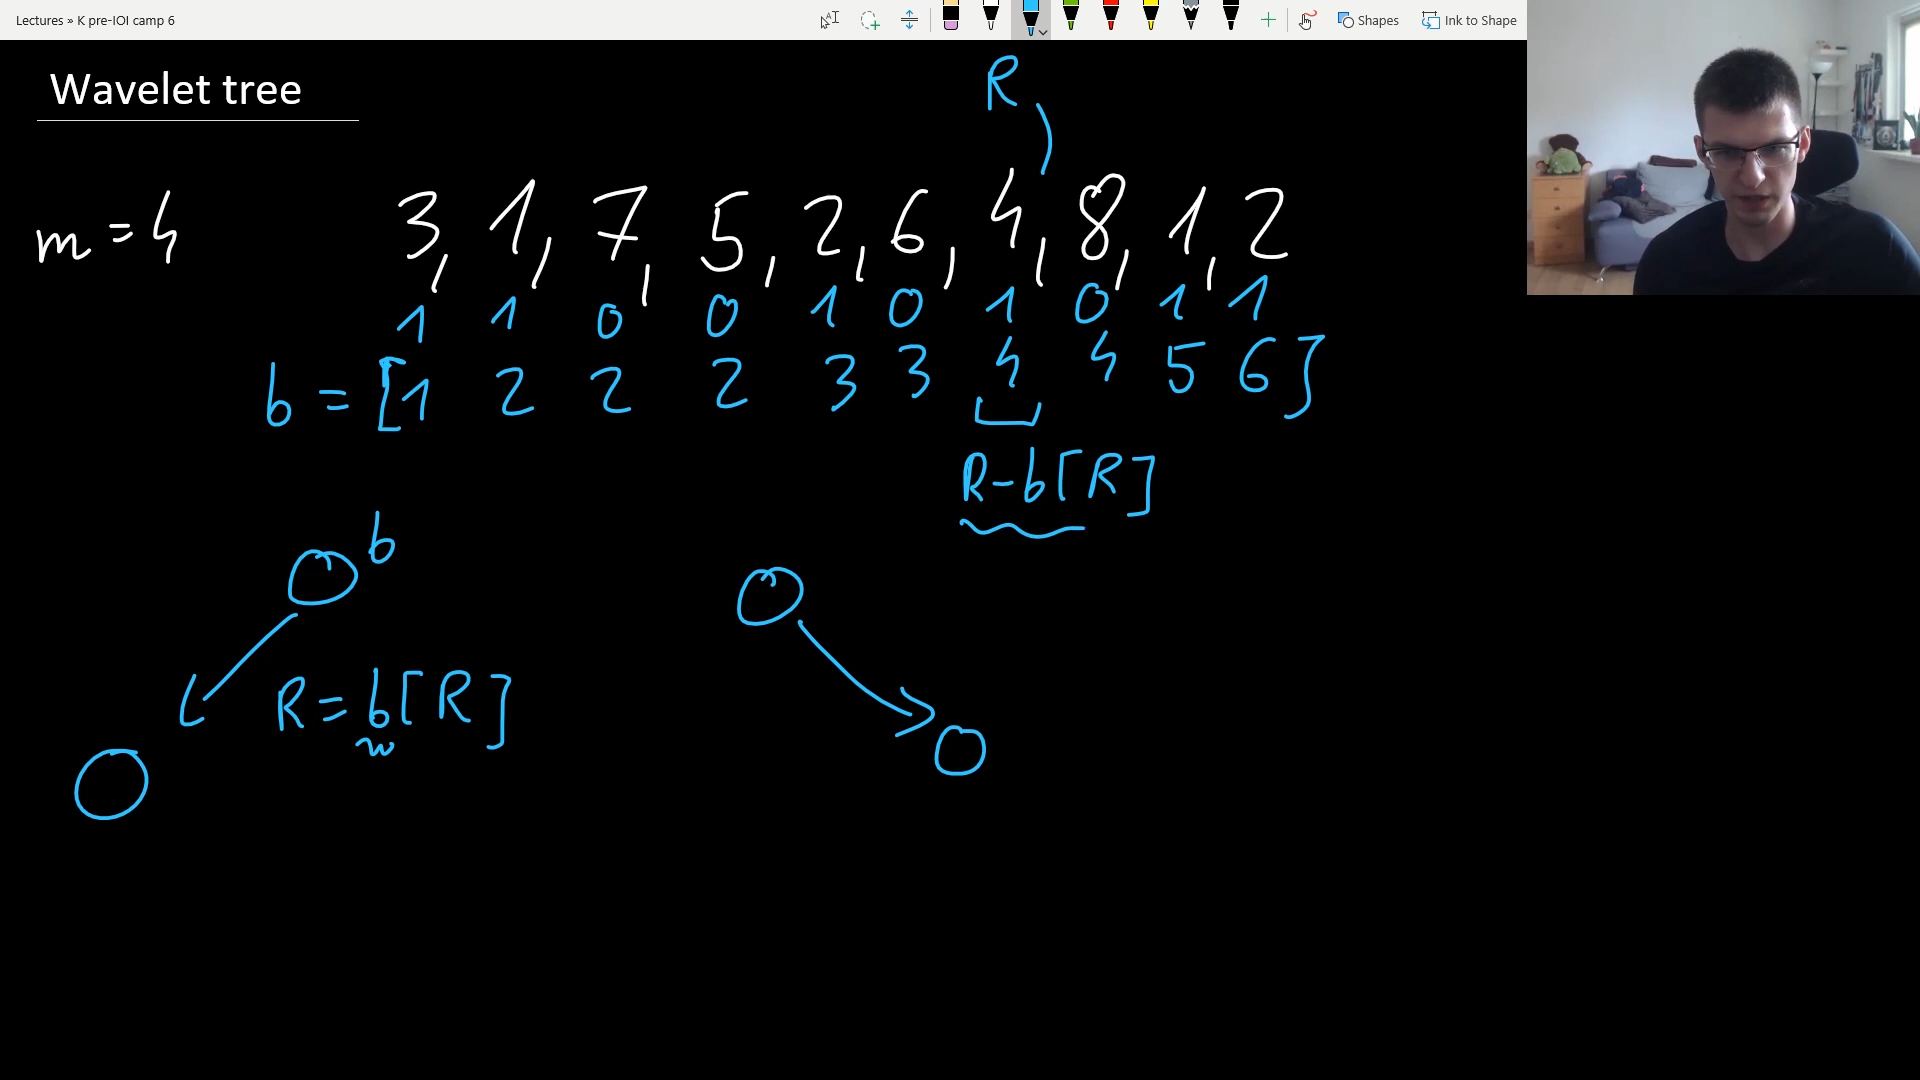 Lectures » K pre-IOI camp 6
Shapes
Ink to Shape
Wavelet tree
R
m = 4
3, 1, 7, 5, 2, 6, 4, 8, 1, 2
1 1 0 0 1 0 1 0 1 1
b = [1 2 2 2 3 3 4 4 5 6]
R-b[R]
b
R = b[R]